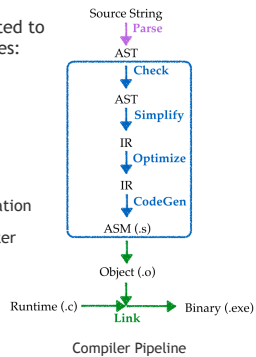 Source String
Parse
AST
Check
AST
Simplify
IR
Optimize
IR
CodeGen
ASM (.s)
Object (.o)
Runtime (.c)
Binary (.exe)
Link
Compiler Pipeline